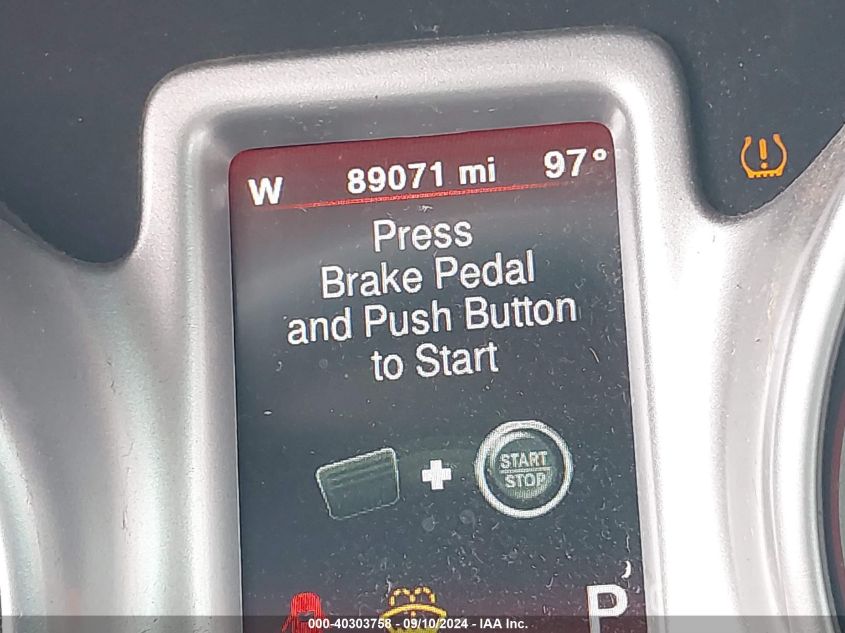 W 89071 mi 97°
Press
Brake Pedal
and Push Button
to Start
START
STOP
P
000-40303758 - 09/10/2024 - IAA Inc.